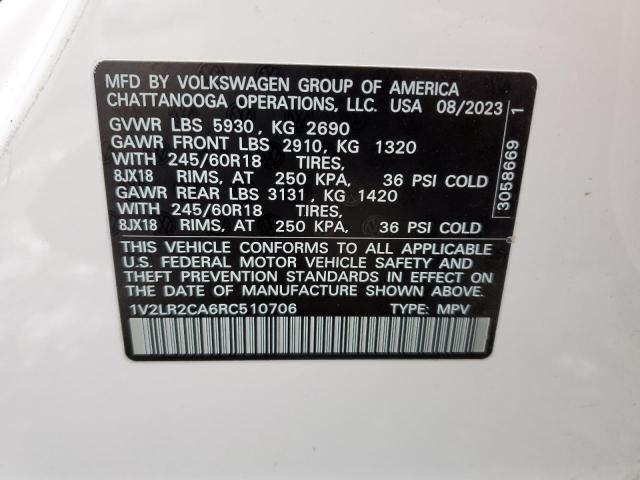 MFD BY VOLKSWAGEN GROUP OF AMERICA
CHATTANOOGA OPERATIONS, LLC. USA 08/2023
GVWR LBS 5930, KG 2690
GAWR FRONT LBS 2910, KG 1320
WITH 245/60R18 TIRES,
8JX18 RIMS, AT 250 KPA, 36 PSI COLD
GAWR REAR LBS 3131, KG 1420
WITH 245/60R18 TIRES,
8JX18 RIMS, AT 250 KPA, 36 PSI COLD
THIS VEHICLE CONFORMS TO ALL APPLICABLE
U.S. FEDERAL MOTOR VEHICLE SAFETY AND
THEFT PREVENTION STANDARDS IN EFFECT ON
THE DATE OF MANUFACTURE SHOWN ABOVE.
1V2LR2CA6RC510706 TYPE: MPV
3058669 1